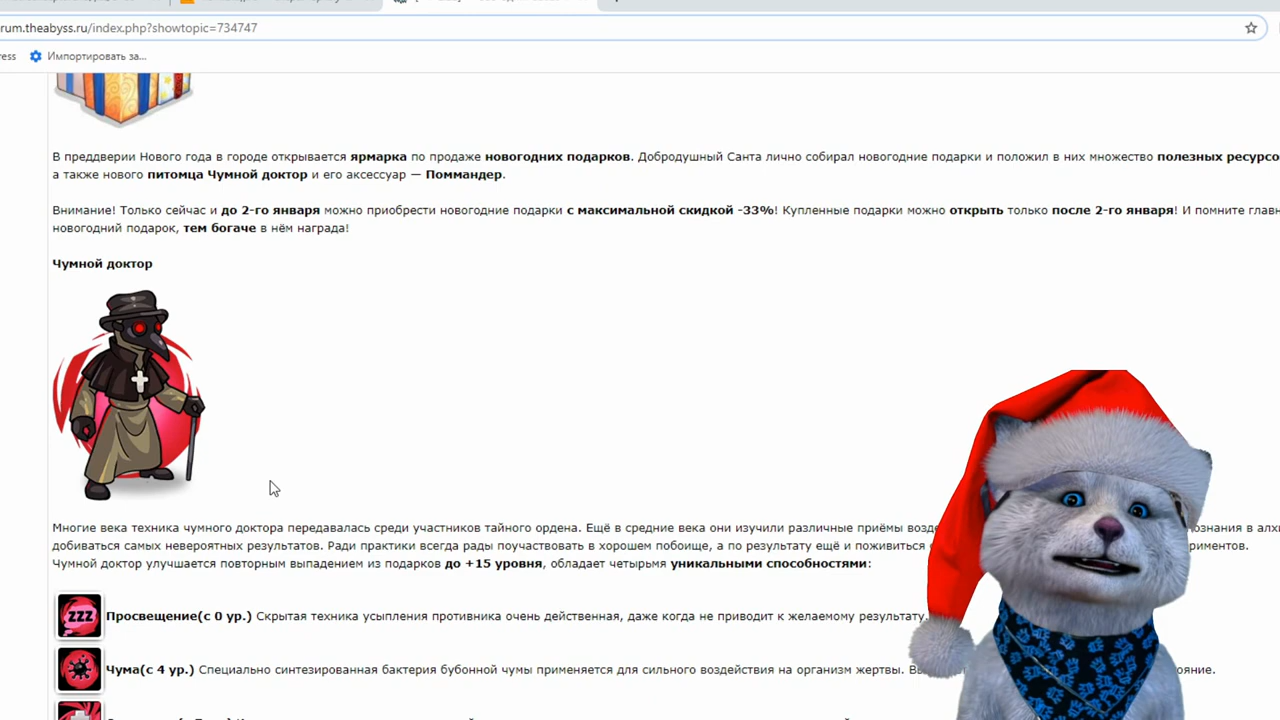 rum.theabyss.ru/index.php?showtopic=734747
ress Импортировать за...
В преддверии Нового года в городе открывается ярмарка по продаже новогодних подарков. Добродушный Санта лично собирал новогодние подарки и положил в них множество полезных ресурсо
а также нового питомца Чумной доктор и его аксессуар — Поммандер.
Внимание! Только сейчас и до 2-го января можно приобрести новогодние подарки с максимальной скидкой -33%! Купленные подарки можно открыть только после 2-го января! И помните главн
новогодний подарок, тем богаче в нём награда!
Чумной доктор
Многие века техника чумного доктора передавалась среди участников тайного ордена. Ещё в средние века они изучили различные приёмы возде ознания в алхи
добиваться самых невероятных результатов. Ради практики всегда рады поучаствовать в хорошем побоище, а по результату ещё и поживиться ериментов.
Чумной доктор улучшается повторным выпадением из подарков до +15 уровня, обладает четырьмя уникальными способностями:
zzz Просвещение(с 0 ур.) Скрытая техника усыпления противника очень действенная, даже когда не приводит к желаемому результату.
Чума(с 4 ур.) Специально синтезированная бактерия бубонной чумы применяется для сильного воздействия на организм жертвы. ояние.